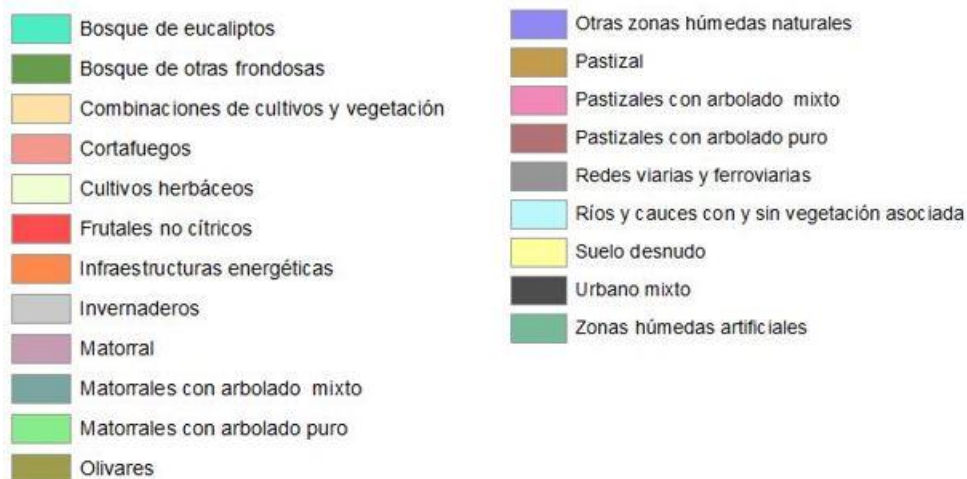 Bosque de eucaliptos
Bosque de otras frondosas
Combinaciones de cultivos y vegetación
Cortafuegos
Cultivos herbáceos
Frutales no cítricos
Infraestructuras energéticas
Invernaderos
Matorral
Matorrales con arbolado mixto
Matorrales con arbolado puro
Olivares
Otras zonas húmedas naturales
Pastizal
Pastizales con arbolado mixto
Pastizales con arbolado puro
Redes viarias y ferroviarias
Ríos y cauces con y sin vegetación asociada
Suelo desnudo
Urbano mixto
Zonas húmedas artificiales